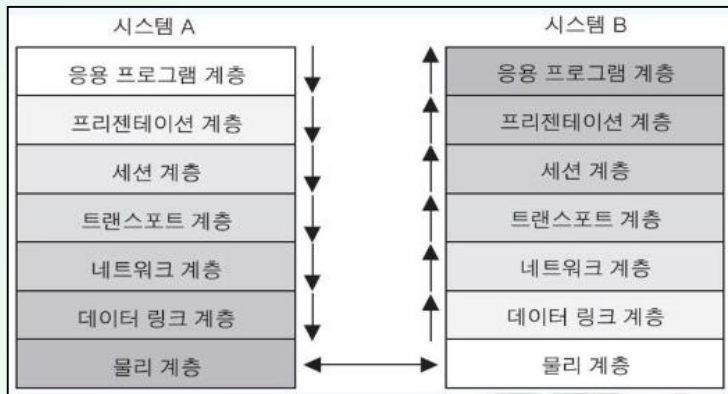 시스템 A
시스템 B
응용 프로그램 계층
응용 프로그램 계층
프리젠테이션 계층
프리젠테이션 계층
세션 계층
세션 계층
트랜스포트 계층
트랜스포트 계층
네트워크 계층
네트워크 계층
데이터 링크 계층
데이터 링크 계층
물리 계층
물리 계층